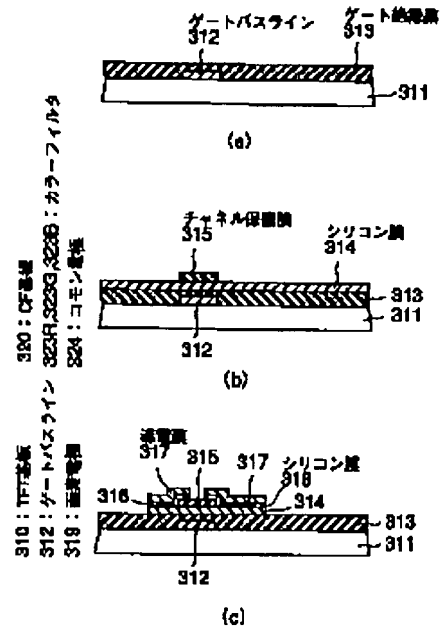 ゲートバスライン
312
ゲート絶縁膜
313
311
(a)
チャネル保護膜
315
シリコン膜
314
313
311
312
(b)
導電膜
317
315
317
シリコン膜
316
318
314
313
311
312
(c)
320:CF基板
323R,323G,323B:カラーフィルタ
324:コモン電極
310:TFT基板
312:ゲートバスライン
319:画素電極